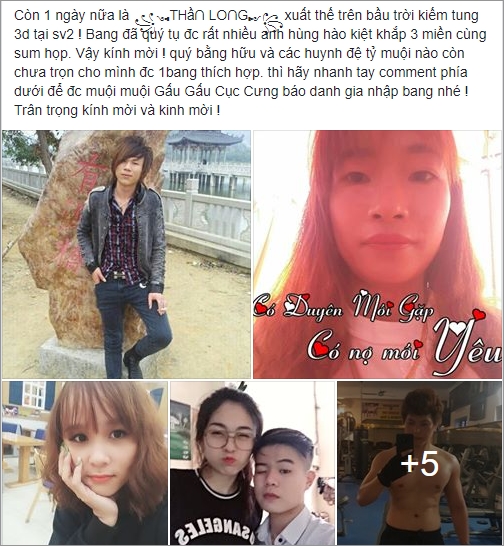 Còn 1 ngày nữa là ꧁༺THầᑎ ᒪOᑎG༻꧂ xuất thế trên bầu trời kiếm tung
3d tại sv2 ! Bang đã quý tụ đc rất nhiều anh hùng hào kiệt khắp 3 miền cùng
sum họp. Vậy kính mời ! quý bằng hữu và các huynh đệ tỷ muội nào còn
chưa trọn cho mình đc 1bang thích hợp. thì hãy nhanh tay comment phía
dưới để đc muội muội Gấu Gấu Cục Cưng báo danh gia nhập bang nhé !
Trân trọng kính mời và kinh mời !
Có Duyên Mới Gặp
Có nợ mới Yêu
ANGELES
+5